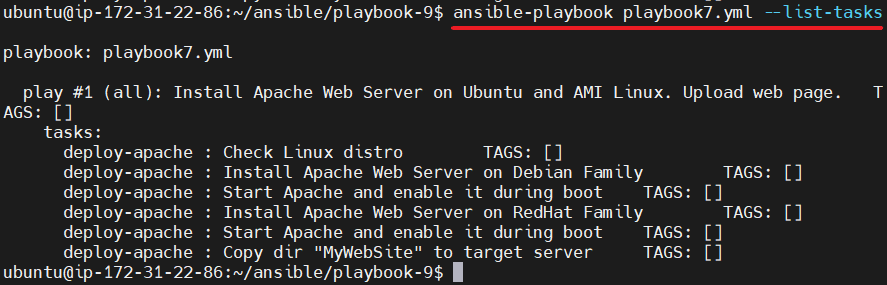 ubuntu@ip-172-31-22-86:~/ansible/playbook-9$ ansible-playbook playbook7.yml --list-tasks
playbook: playbook7.yml
play #1 (all): Install Apache Web Server on Ubuntu and AMI Linux. Upload web page. T
AGS: []
tasks:
deploy-apache : Check Linux distro TAGS: []
deploy-apache : Install Apache Web Server on Debian Family TAGS: []
deploy-apache : Start Apache and enable it during boot TAGS: []
deploy-apache : Install Apache Web Server on RedHat Family TAGS: []
deploy-apache : Start Apache and enable it during boot TAGS: []
deploy-apache : Copy dir "MyWebSite" to target server TAGS: []
ubuntu@ip-172-31-22-86:~/ansible/playbook-9$